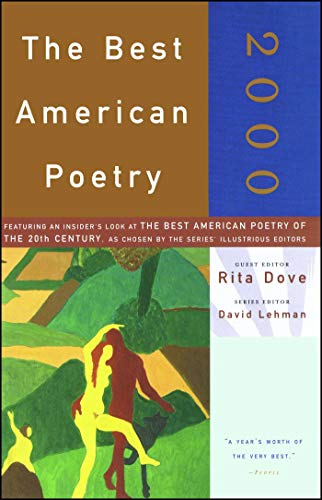 The Best
American
Poetry
2000
FEATURING AN INSIDER'S LOOK AT THE BEST AMERICAN POETRY OF
THE 20TH CENTURY, AS CHOSEN BY THE SERIES' ILLUSTRIOUS EDITORS
GUEST EDITOR
Rita Dove
SERIES EDITOR
David Lehman
"A YEAR'S WORTH OF
THE VERY BEST."
—PEOPLE